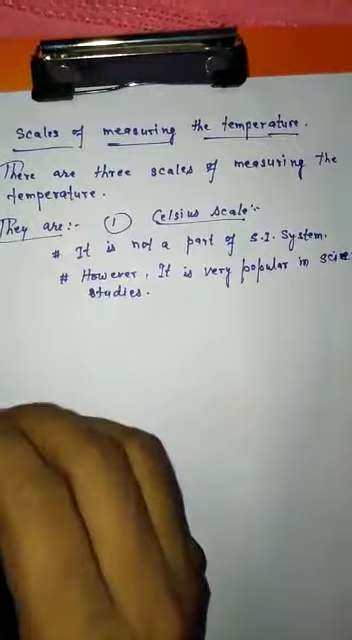 Scales of measuring the temperature.
There are three scales of measuring the
temperature.
They are:- 1 Celsius scale:-
# It is not a part of S.I. System.
# However, It is very popular in
studies.